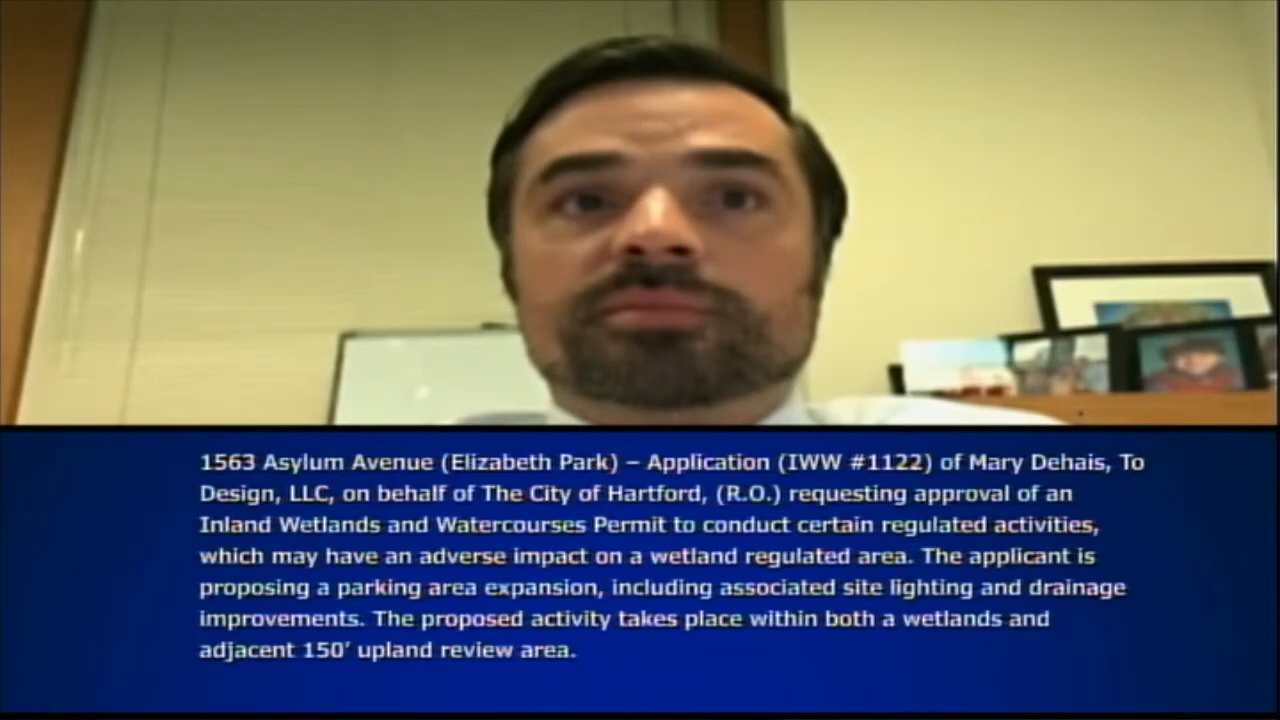 1563 Asylum Avenue (Elizabeth Park) – Application (IWW #1122) of Mary Dehais, To
Design, LLC, on behalf of The City of Hartford, (R.O.) requesting approval of an
Inland Wetlands and Watercourses Permit to conduct certain regulated activities,
which may have an adverse impact on a wetland regulated area. The applicant is
proposing a parking area expansion, including associated site lighting and drainage
improvements. The proposed activity takes place within both a wetlands and
adjacent 150’ upland review area.